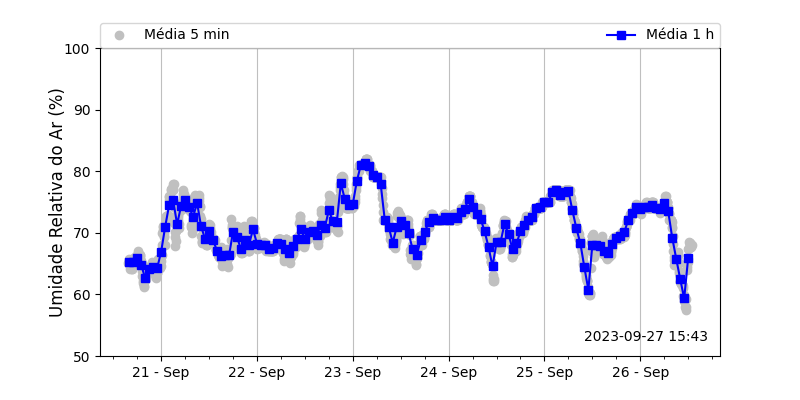 Média 5 min
Média 1 h
Umidade Relativa do Ar (%)
100
90
80
70
60
50
2023-09-27 15:43
21 - Sep
22 - Sep
23 - Sep
24 - Sep
25 - Sep
26 - Sep